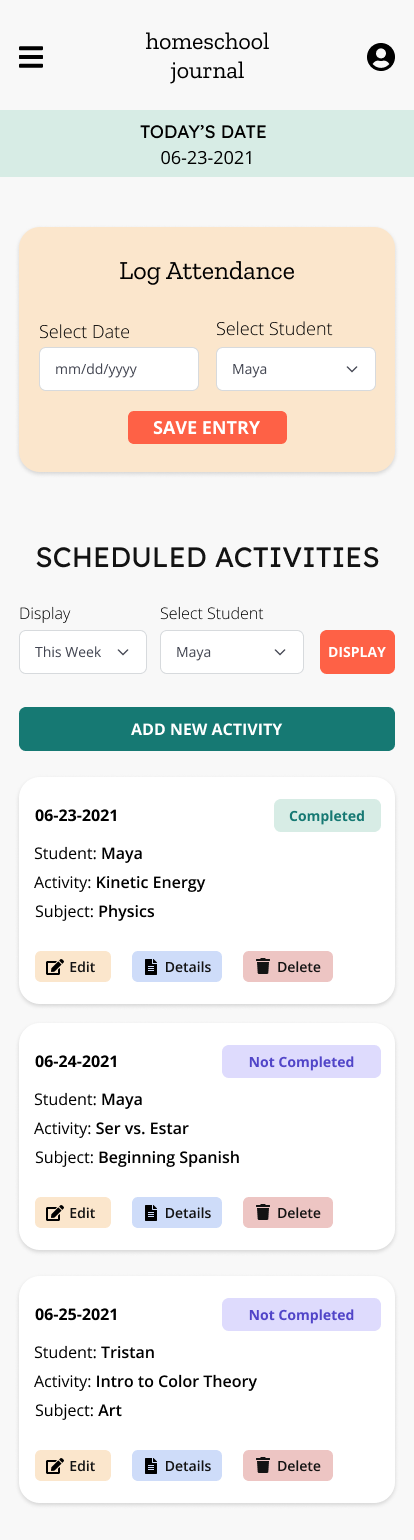 homeschool
journal
TODAY'S DATE
06-23-2021
Log Attendance
Select Date
Select Student
mm/dd/yyyy
Maya
SAVE ENTRY
SCHEDULED ACTIVITIES
Display
Select Student
This Week
Maya
DISPLAY
ADD NEW ACTIVITY
06-23-2021
Completed
Student: Maya
Activity: Kinetic Energy
Subject: Physics
Edit
Details
Delete
06-24-2021
Not Completed
Student: Maya
Activity: Ser vs. Estar
Subject: Beginning Spanish
Edit
Details
Delete
06-25-2021
Not Completed
Student: Tristan
Activity: Intro to Color Theory
Subject: Art
Edit
Details
Delete